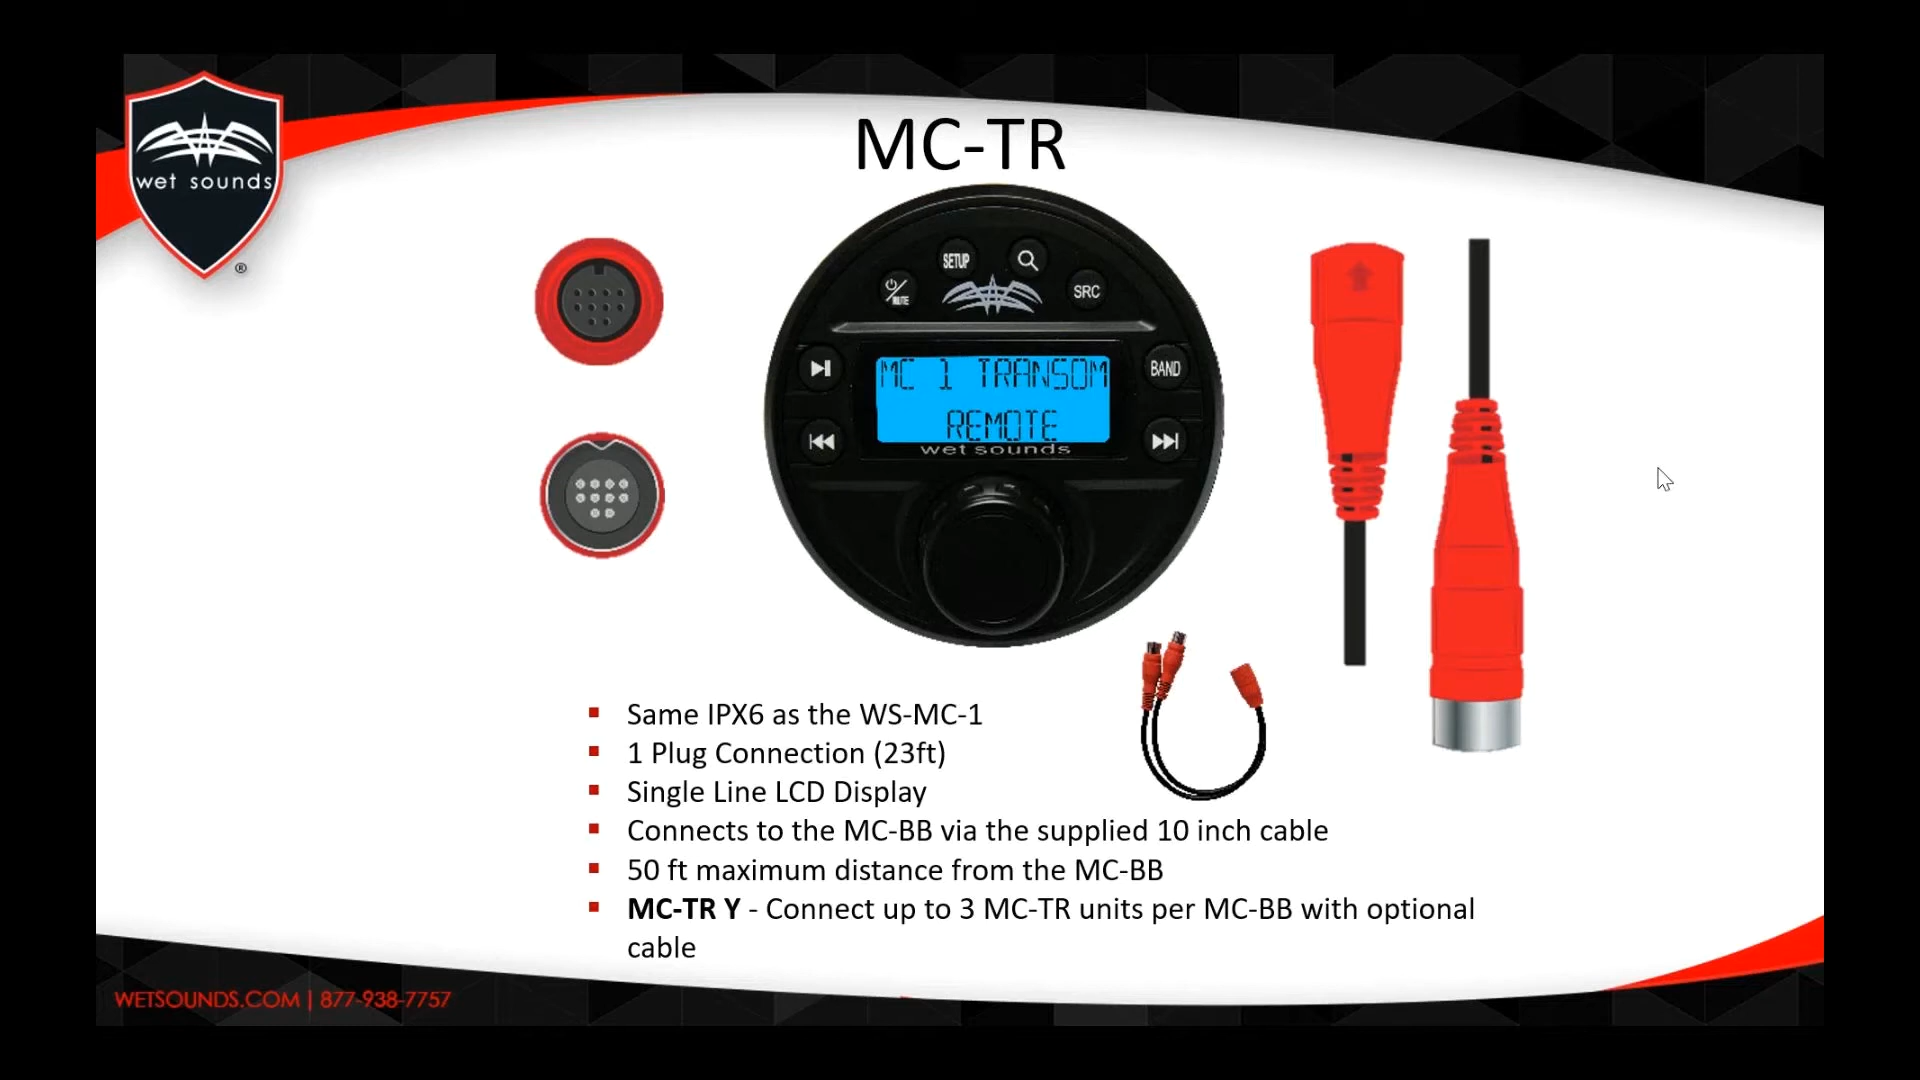 MC-TR
wet sounds
®
SETUP
MUTE
SRC
BAND
MC 1 TRANSOM
REMOTE
wet sounds
Same IPX6 as the WS-MC-1
1 Plug Connection (23ft)
Single Line LCD Display
Connects to the MC-BB via the supplied 10 inch cable
50 ft maximum distance from the MC-BB
MC-TR Y - Connect up to 3 MC-TR units per MC-BB with optional
cable
WETSOUNDS.COM | 877-938-7757